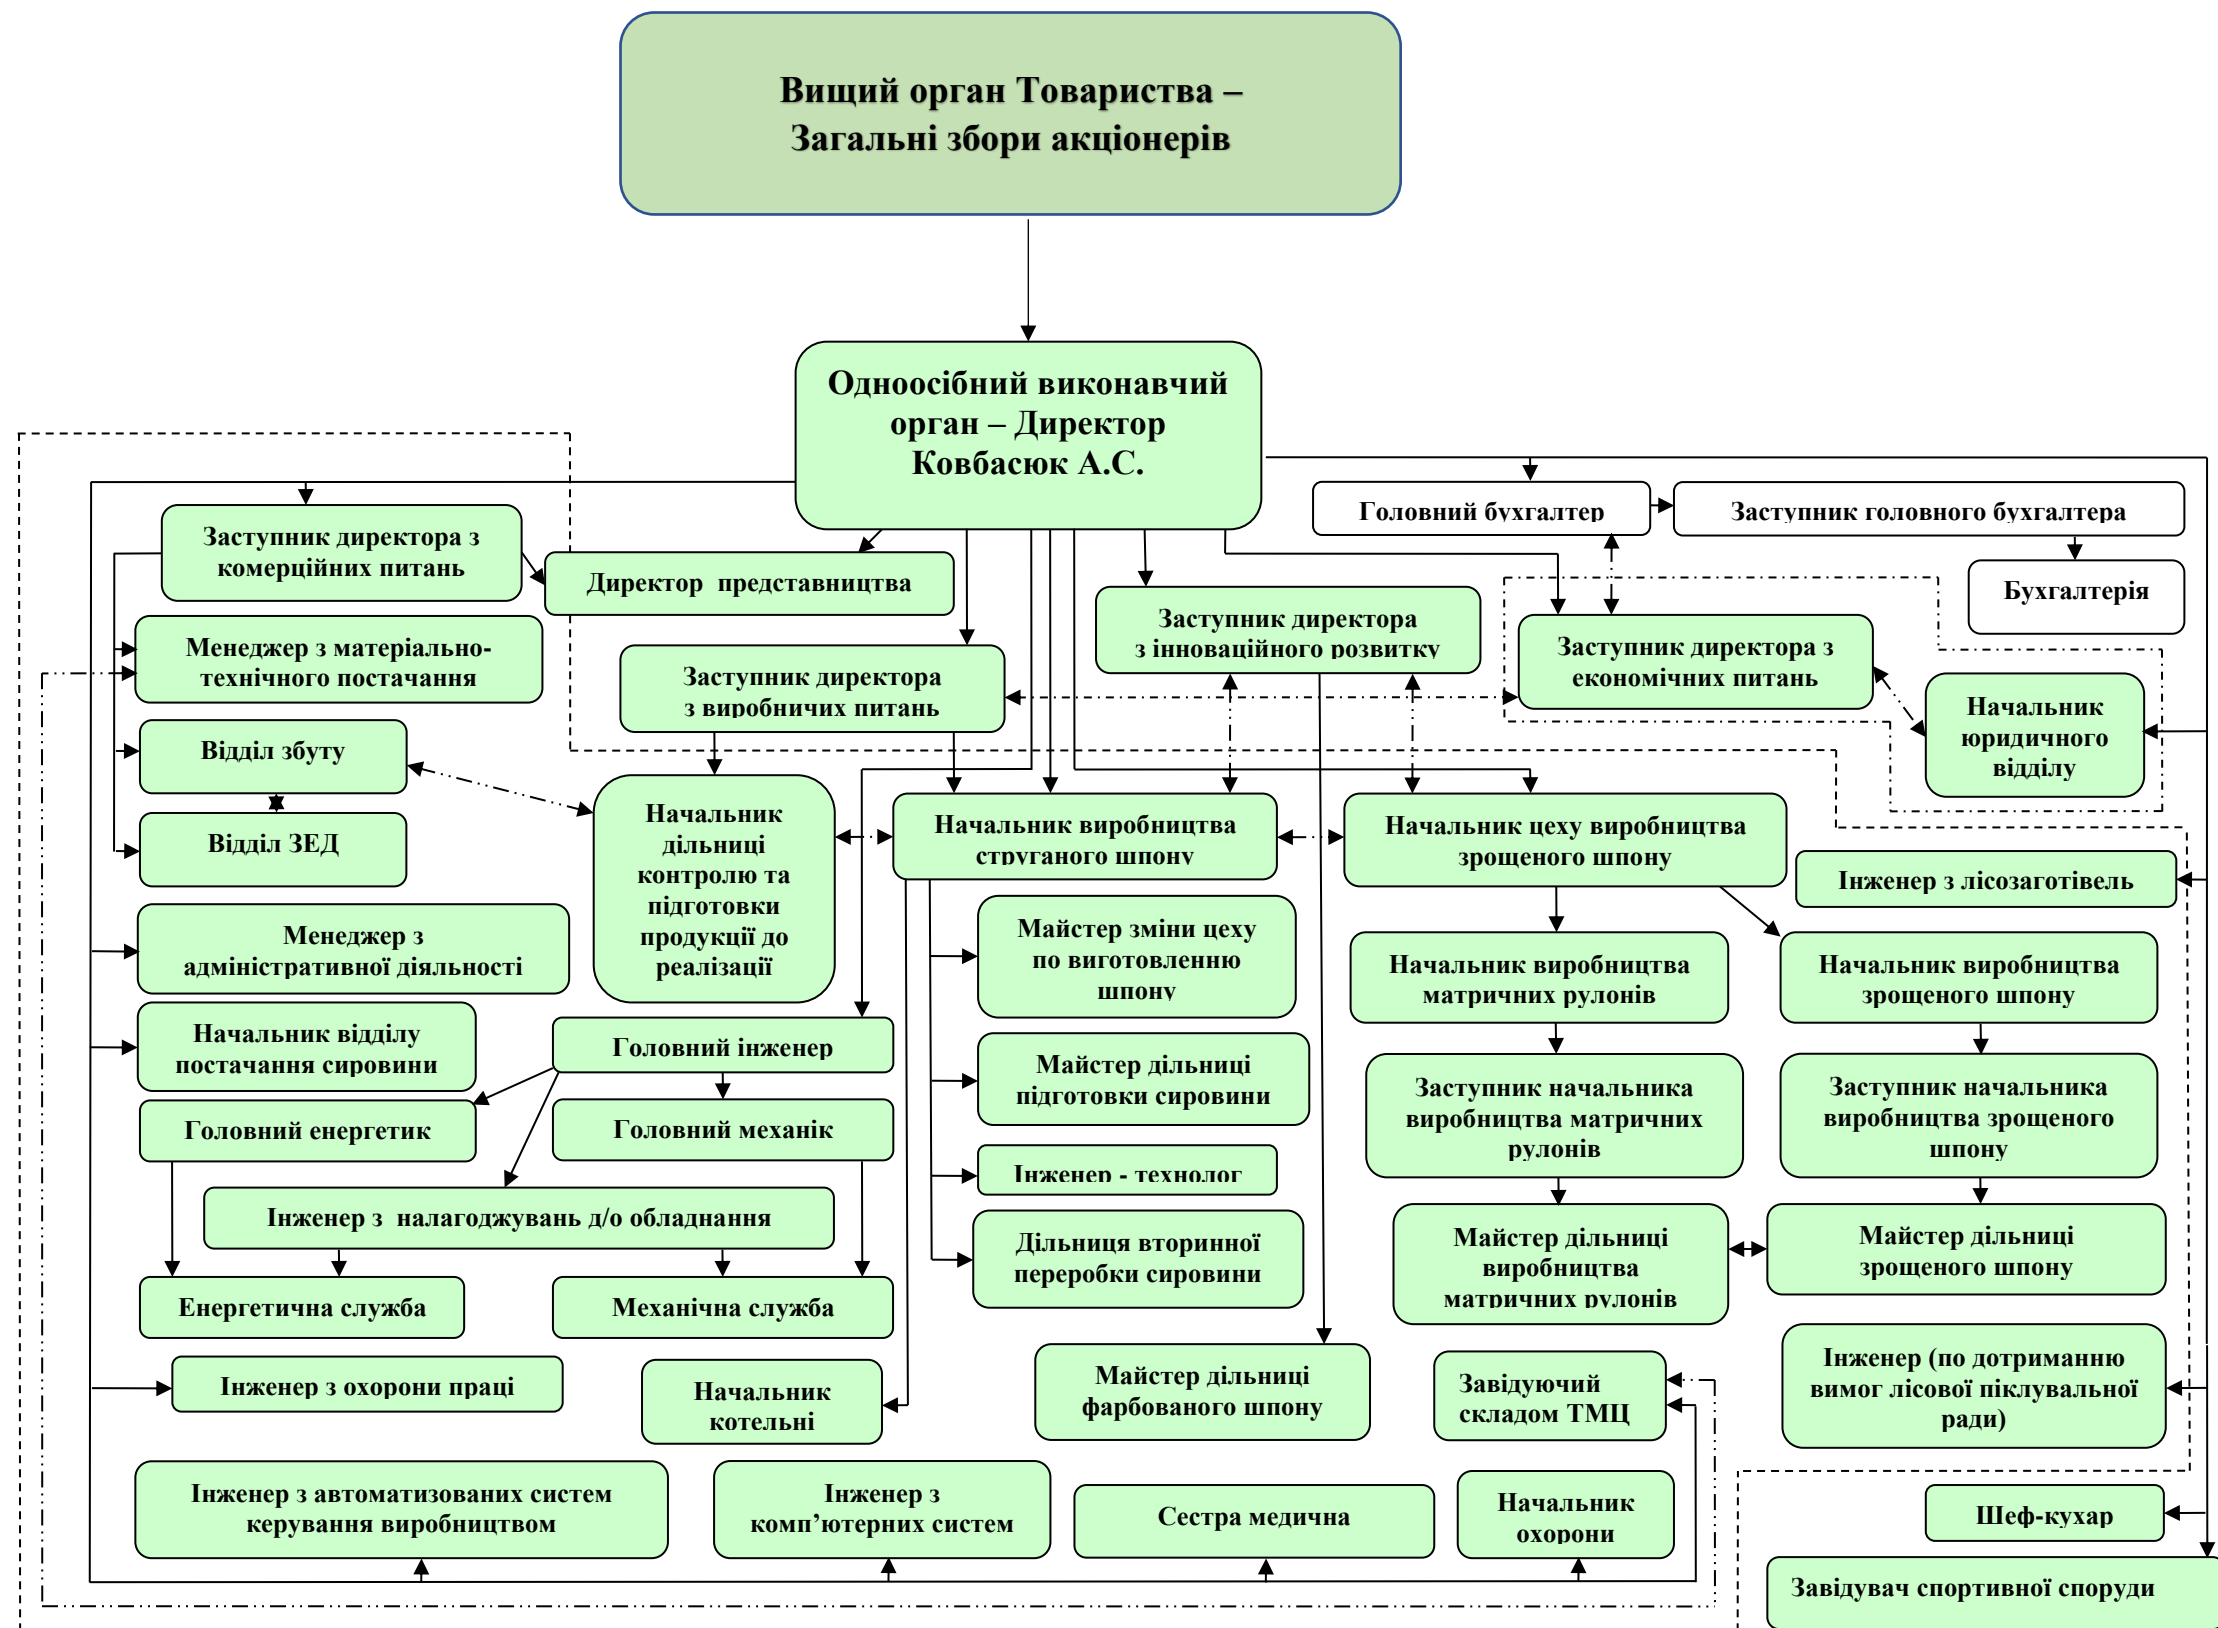 Вищий орган Товариства –
Загальні збори акціонерів
Одноосібний виконавчий
орган – Директор
Ковбасюк А.С.
Головний бухгалтер
Заступник головного бухгалтера
Бухгалтерія
Заступник директора з
комерційних питань
Директор представництва
Заступник директора
з інноваційного розвитку
Заступник директора з
економічних питань
Менеджер з матеріально-
технічного постачання
Заступник директора
з виробничих питань
Начальник
юридичного
відділу
Відділ збуту
Відділ ЗЕД
Начальник
дільниці
контролю та
підготовки
продукції до
реалізації
Начальник виробництва
струганого шпону
Начальник цеху виробництва
зрощеного шпону
Інженер з лісозаготівель
Менеджер з
адміністративної діяльності
Майстер зміни цеху
по виготовленню
шпону
Начальник виробництва
матричних рулонів
Начальник виробництва
зрощеного шпону
Начальник відділу
постачання сировини
Головний інженер
Майстер дільниці
підготовки сировини
Заступник начальника
виробництва матричних
рулонів
Заступник начальника
виробництва зрощеного
шпону
Головний енергетик
Головний механік
Інженер - технолог
Інженер з налагоджувань д/о обладнання
Дільниця вторинної
переробки сировини
Майстер дільниці
виробництва
матричних рулонів
Майстер дільниці
зрощеного шпону
Енергетична служба
Механічна служба
Інженер з охорони праці
Начальник
котельні
Майстер дільниці
фарбованого шпону
Завідуючий
складом ТМЦ
Інженер (по дотриманню
вимог лісової піклувальної
ради)
Інженер з автоматизованих систем
керування виробництвом
Інженер з
комп’ютерних систем
Сестра медична
Начальник
охорони
Шеф-кухар
Завідувач спортивної споруди